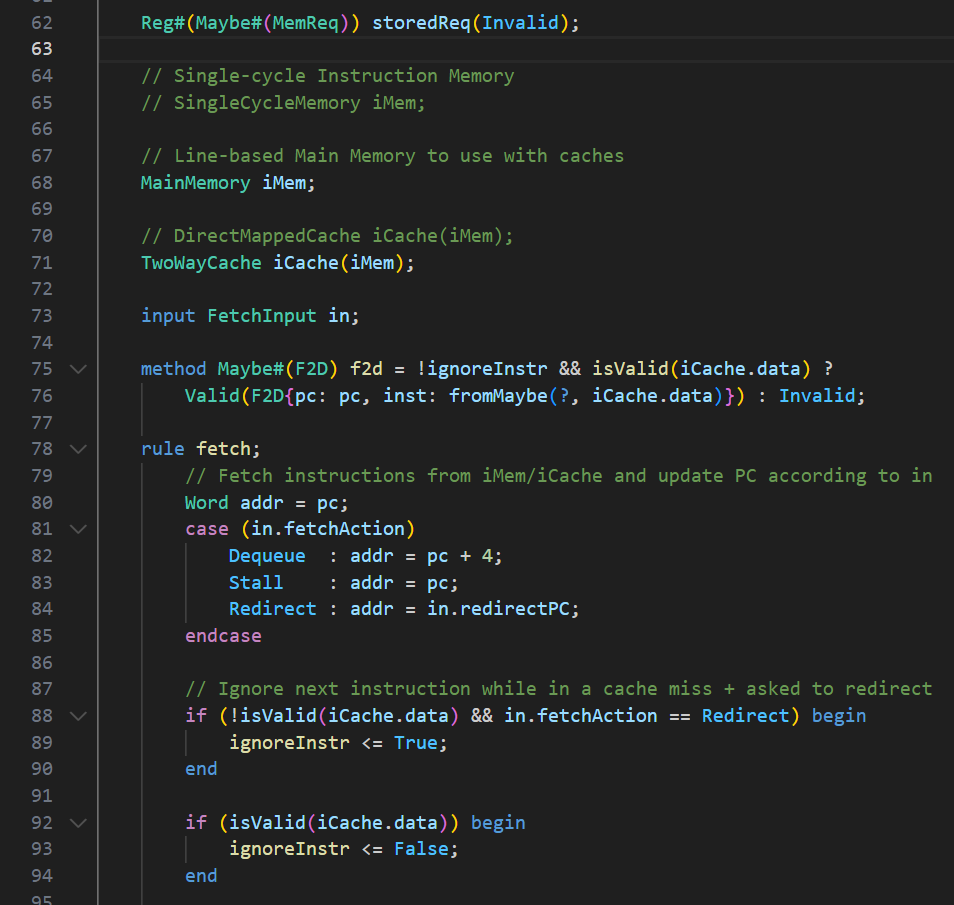 62 Reg#(Maybe#(MemReq)) storedReq(Invalid);
63
64 // Single-cycle Instruction Memory
65 // SingleCycleMemory iMem;
66
67 // Line-based Main Memory to use with caches
68 MainMemory iMem;
69
70 // DirectMappedCache iCache(iMem);
71 TwoWayCache iCache(iMem);
72
73 input FetchInput in;
74
75 method Maybe#(F2D) f2d = !ignoreInstr && isValid(iCache.data) ?
76 Valid(F2D{pc: pc, inst: fromMaybe(?, iCache.data)}) : Invalid;
77
78 rule fetch;
79 // Fetch instructions from iMem/iCache and update PC according to in
80 Word addr = pc;
81 case (in.fetchAction)
82 Dequeue : addr = pc + 4;
83 Stall : addr = pc;
84 Redirect : addr = in.redirectPC;
85 endcase
86
87 // Ignore next instruction while in a cache miss + asked to redirect
88 if (!isValid(iCache.data) && in.fetchAction == Redirect) begin
89 ignoreInstr <= True;
90 end
91
92 if (isValid(iCache.data)) begin
93 ignoreInstr <= False;
94 end
95